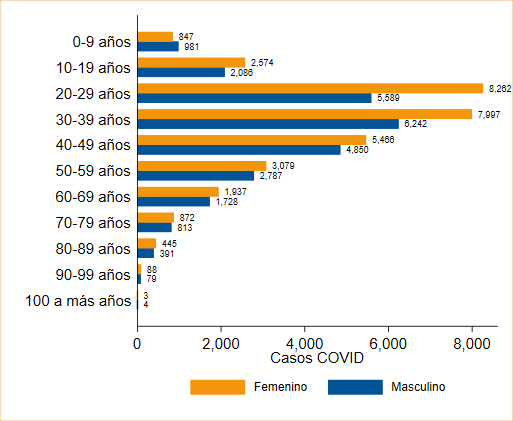 0-9 años 847
981
10-19 años 2,574
2,086
20-29 años 8,262
5,589
30-39 años 7,997
6,242
40-49 años 5,466
4,850
50-59 años 3,079
2,787
60-69 años 1,937
1,728
70-79 años 872
813
80-89 años 445
391
90-99 años 88
79
100 a más años 3
4
0 2,000 4,000 6,000 8,000
Casos COVID
Femenino Masculino